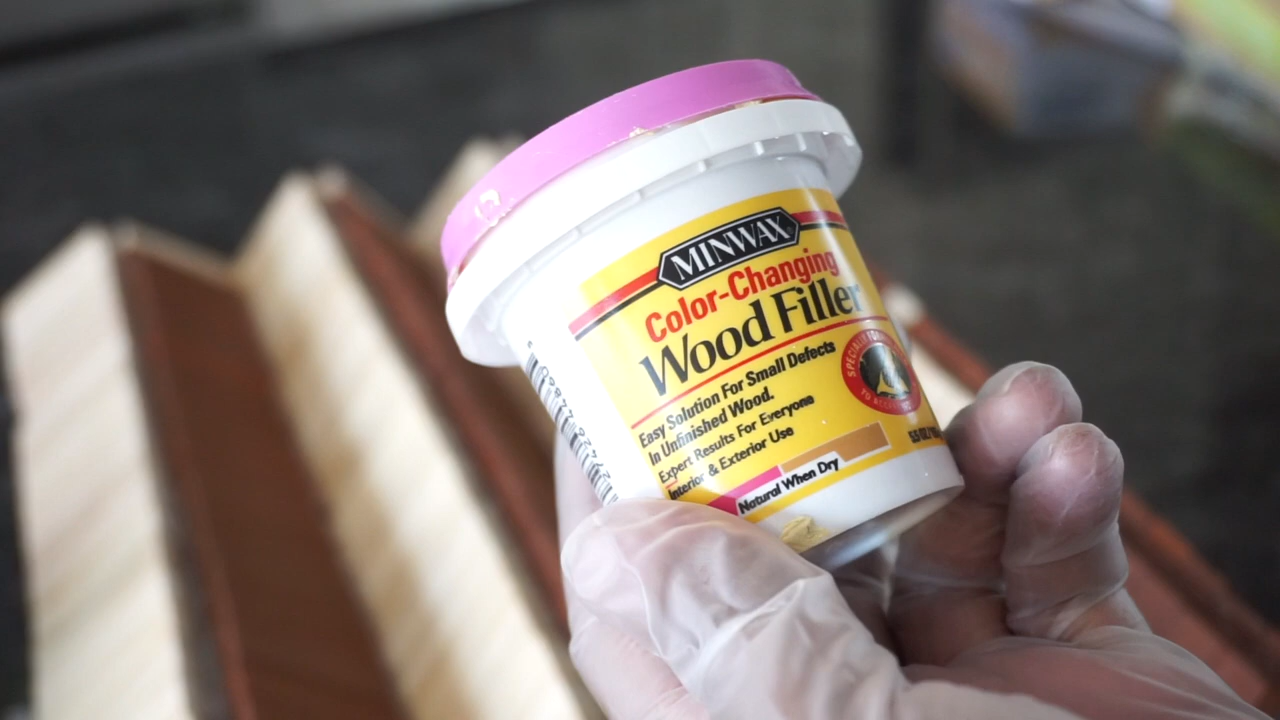 MINWAX
Color-Changing
Wood Filler
Easy Solution For Small Defects
In Unfinished Wood.
Expert Results For Everyone
Interior & Exterior Use
Natural When Dry